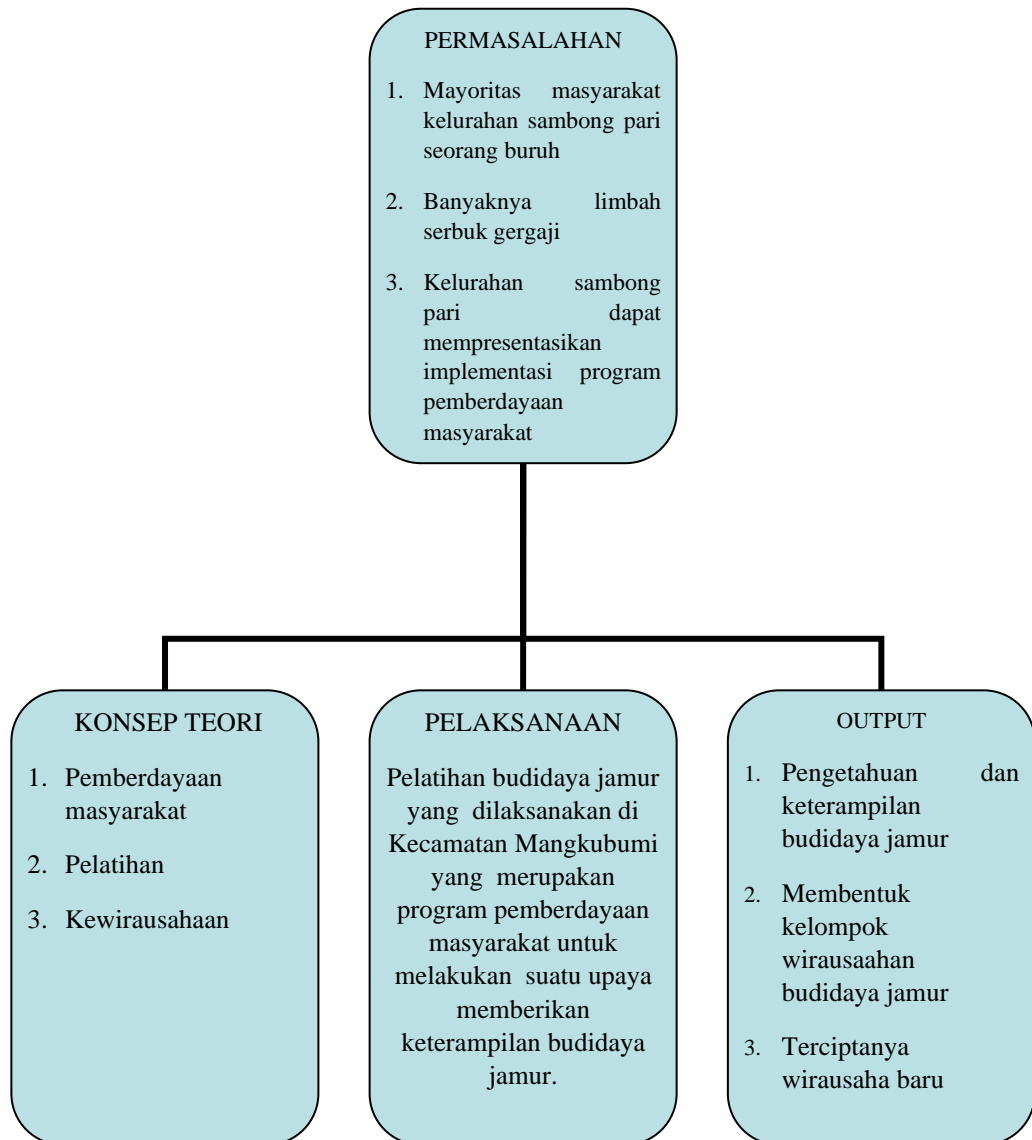 PERMASALAHAN
1. Mayoritas masyarakat
kelurahan sambong pari
seorang buruh
2. Banyaknya limbah
serbuk gergaji
3. Kelurahan sambong
pari dapat
mempresentasikan
implementasi program
pemberdayaan
masyarakat
KONSEP TEORI
1. Pemberdayaan
masyarakat
2. Pelatihan
3. Kewirausahaan
PELAKSANAAN
Pelatihan budidaya jamur
yang dilaksanakan di
Kecamatan Mangkubumi
yang merupakan
program pemberdayaan
masyarakat untuk
melakukan suatu upaya
memberikan
keterampilan budidaya
jamur.
OUTPUT
1. Pengetahuan dan
keterampilan
budidaya jamur
2. Membentuk
kelompok
wirausaahan
budidaya jamur
3. Terciptanya
wirausaha baru